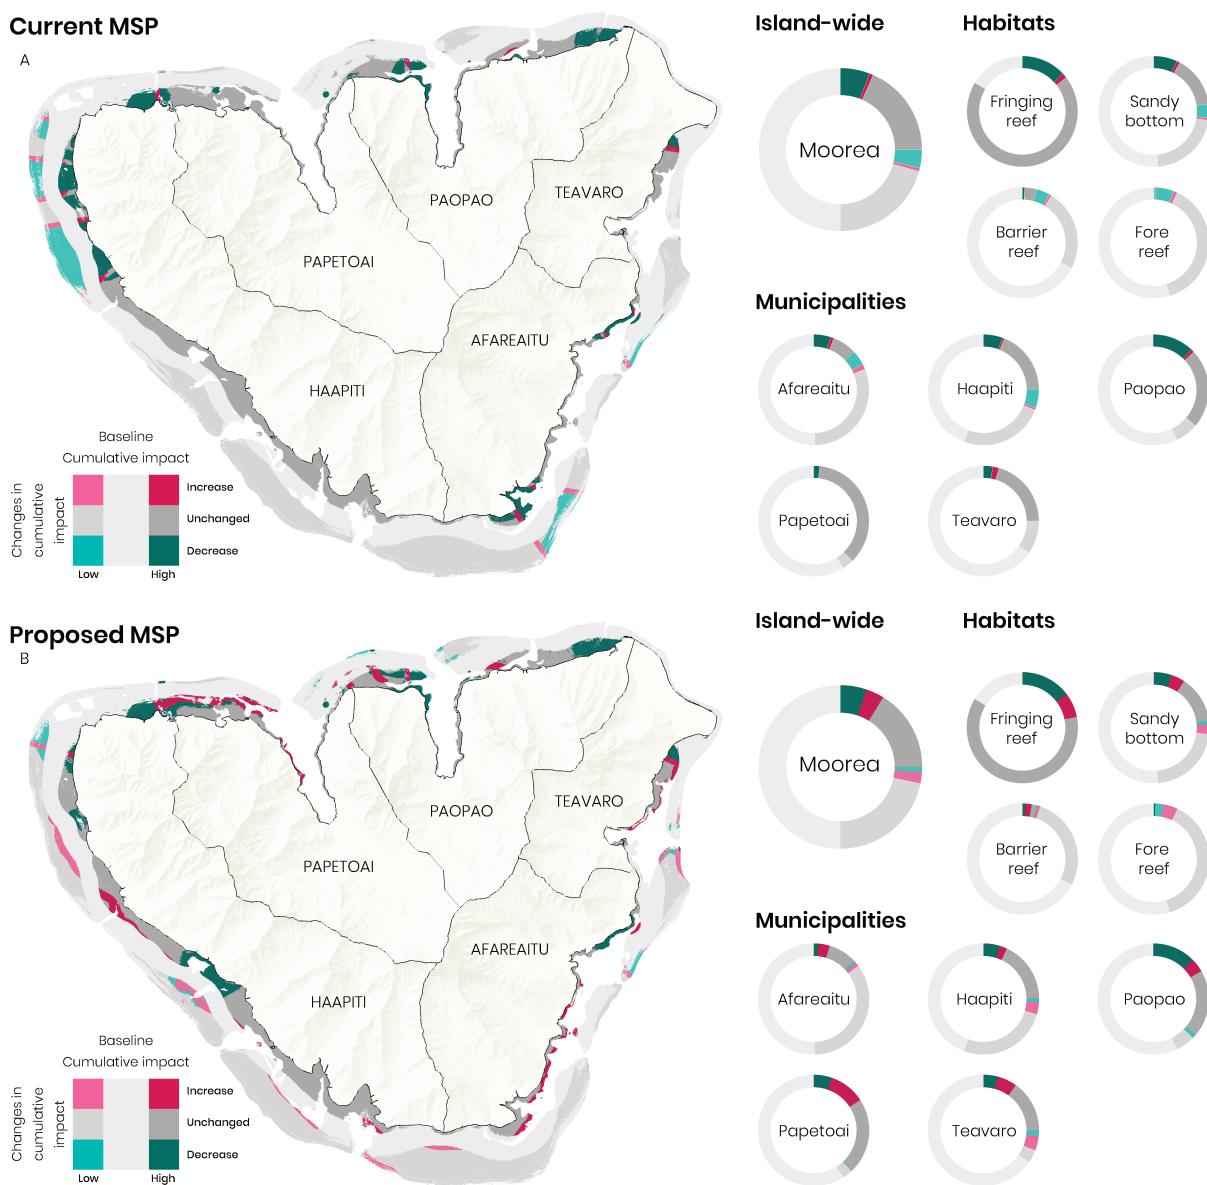 Current MSP
A
PAOPAO
TEAVARO
PAPETOAI
AFAREAITU
HAAPITI
Baseline
Cumulative impact
Changes in
cumulative
impact
Increase
Unchanged
Decrease
Low
High
Island-wide
Moorea
Habitats
Fringing
reef
Sandy
bottom
Barrier
reef
Fore
reef
Municipalities
Afareaitu
Haapiti
Paopao
Papetoai
Teavaro
Proposed MSP
B
PAOPAO
TEAVARO
PAPETOAI
AFAREAITU
HAAPITI
Baseline
Cumulative impact
Changes in
cumulative
impact
Increase
Unchanged
Decrease
Low
High
Island-wide
Moorea
Habitats
Fringing
reef
Sandy
bottom
Barrier
reef
Fore
reef
Municipalities
Afareaitu
Haapiti
Paopao
Papetoai
Teavaro